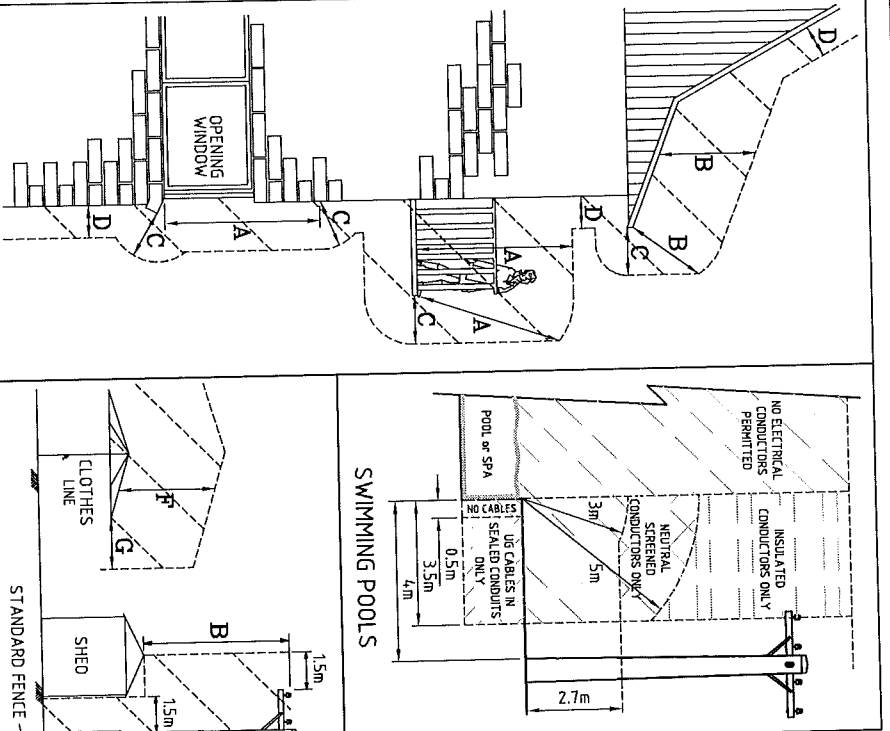 D
B
B
C
D
A
A
C
OPENING
WINDOW
C
A
C
D
NO ELECTRICAL
CONDUCTORS
PERMITTED
INSULATED
CONDUCTORS ONLY
POOL or SPA
3m
NEUTRAL
SCREENED
CONDUCTORS ONLY
5m
NO CABLES
UG CABLES IN
SEALED CONDUITS
ONLY
0.5m
3.5m
4m
2.7m
SWIMMING POOLS
F
G
CLOTHES
LINE
B
1.5m
SHED
1.5m
STANDARD FENCE -